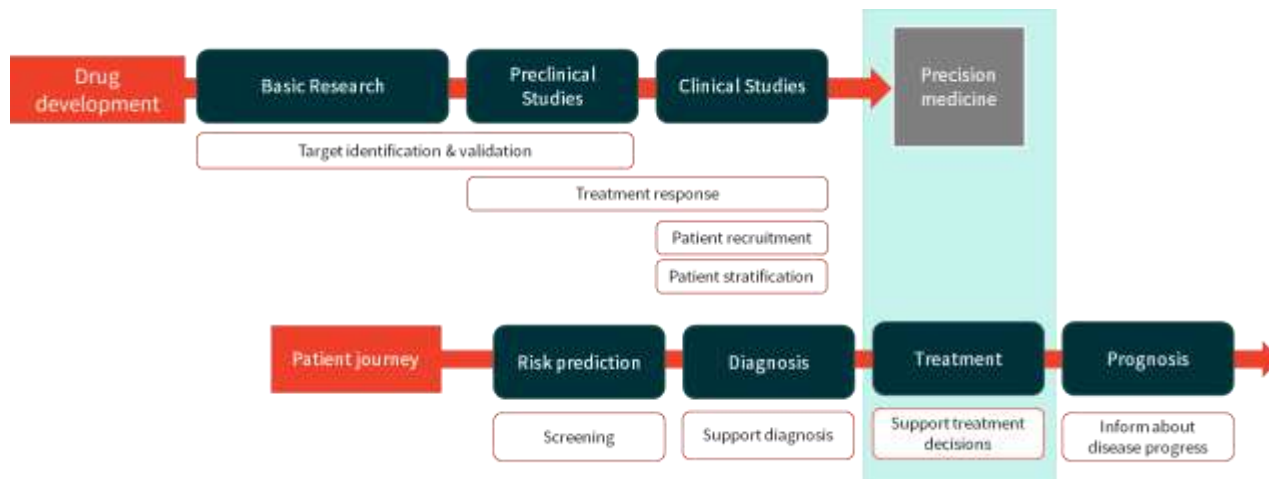 Drug
development
Basic Research
Preclinical
Studies
Clinical Studies
Precision
medicine
Target identification & validation
Treatment response
Patient recruitment
Patient stratification
Patient journey
Risk prediction
Diagnosis
Treatment
Prognosis
Screening
Support diagnosis
Support treatment
decisions
Inform about
disease progress